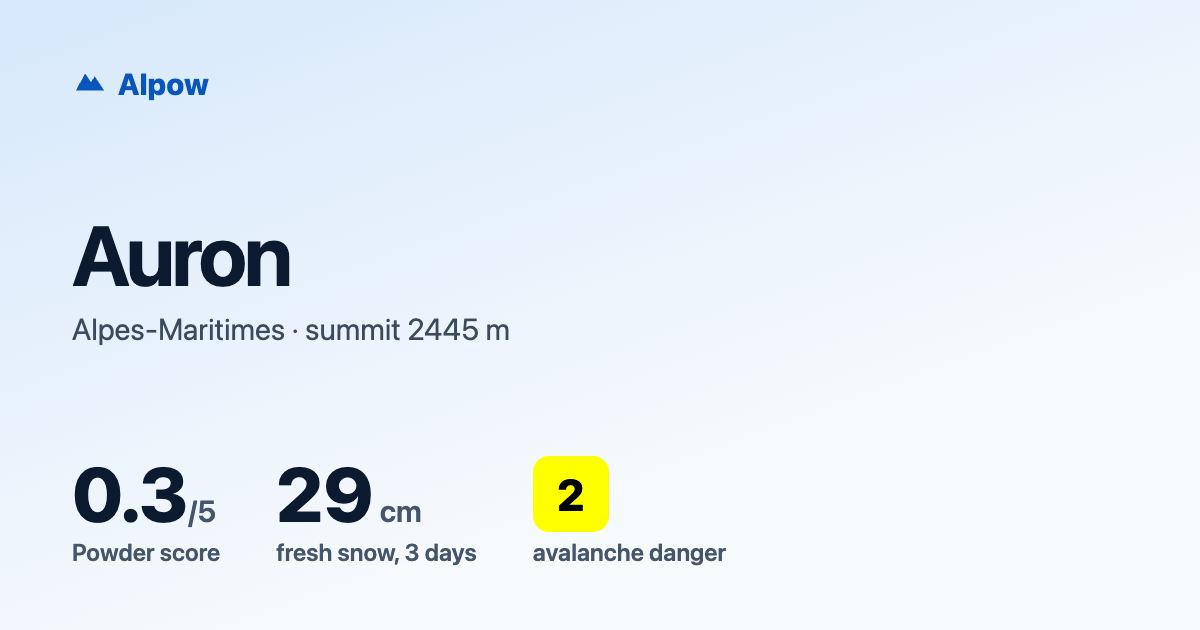 Alpow
Auron
Alpes-Maritimes · summit 2445 m
0.3/5 29 cm 2
Powder score fresh snow, 3 days avalanche danger